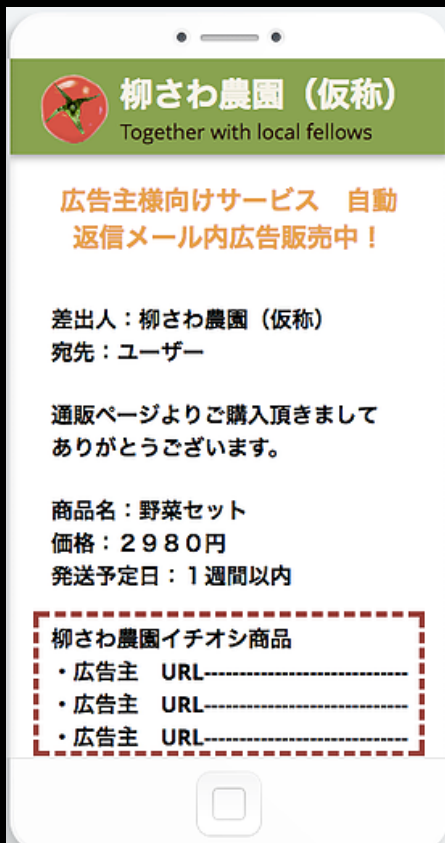 柳さわ農園（仮称）
Together with local fellows
広告主様向けサービス　自動
返信メール内広告販売中！
差出人：柳さわ農園（仮称）
宛先：ユーザー
通販ページよりご購入頂きまして
ありがとうございます。
商品名：野菜セット
価格：２９８０円
発送予定日：１週間以内
柳さわ農園イチオシ商品
・広告主　URL-----------------------------
・広告主　URL-----------------------------
・広告主　URL-----------------------------